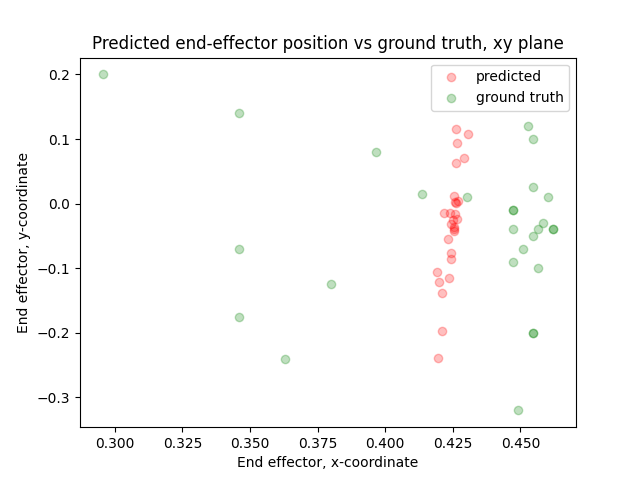 Predicted end-effector position vs ground truth, xy plane
predicted
ground truth
0.2
0.1
0.0
−0.1
−0.2
−0.3
End effector, y-coordinate
0.300
0.325
0.350
0.375
0.400
0.425
0.450
End effector, x-coordinate